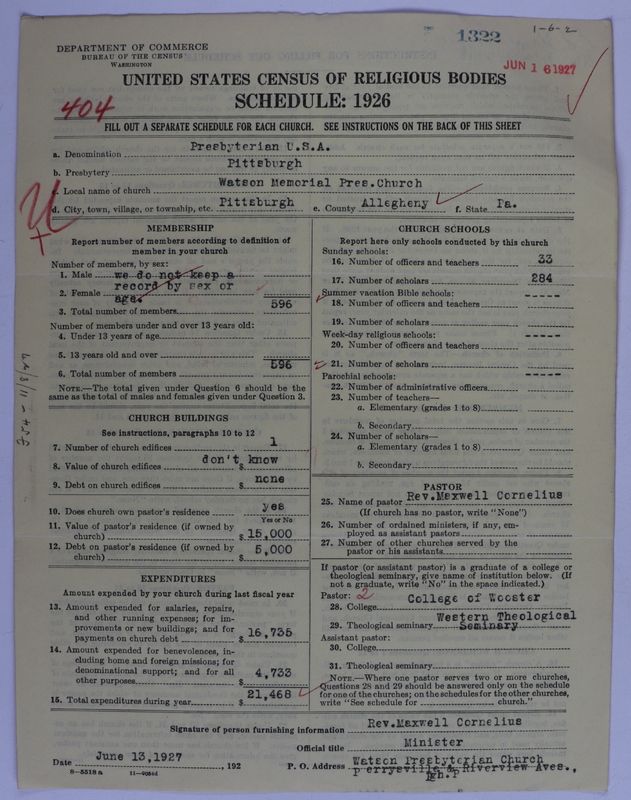 1-6-2
1322
DEPARTMENT OF COMMERCE
BUREAU OF THE CENSUS
WASHINGTON
JUN 16 1927
UNITED STATES CENSUS OF RELIGIOUS BODIES
SCHEDULE: 1926
404
FILL OUT A SEPARATE SCHEDULE FOR EACH CHURCH. SEE INSTRUCTIONS ON THE BACK OF THIS SHEET
a. Denomination Presbyterian U.S.A.
b. Presbytery Pittsburgh
c. Local name of church Watson Memorial Pres.Church
d. City, town, village, or township, etc. Pittsburgh e. County Allegheny f. State Pa.
MEMBERSHIP
Report number of members according to definition of
member in your church
Number of members, by sex:
1. Male we do not keep a
2. Female record by sex or
age.
3. Total number of members 596
Number of members under and over 13 years old:
4. Under 13 years of age
5. 13 years old and over
6. Total number of members 596
NOTE.—The total given under Question 6 should be the
same as the total of males and females given under Question 3.
CHURCH BUILDINGS
See instructions, paragraphs 10 to 12
7. Number of church edifices 1
8. Value of church edifices don't know $
9. Debt on church edifices $ none
10. Does church own pastor's residence yes
Yes or No
11. Value of pastor's residence (if owned by
church) $ 15,000
12. Debt on pastor's residence (if owned by
church) $ 5,000
EXPENDITURES
Amount expended by your church during last fiscal year
13. Amount expended for salaries, repairs,
and other running expenses; for im-
provements or new buildings; and for
payments on church debt $ 16,735
14. Amount expended for benevolences, in-
cluding home and foreign missions; for
denominational support; and for all
other purposes $ 4,733
15. Total expenditures during year $ 21,468
CHURCH SCHOOLS
Report here only schools conducted by this church
Sunday schools:
16. Number of officers and teachers 33
17. Number of scholars 284
Summer vacation Bible schools: -----
18. Number of officers and teachers
19. Number of scholars
Week-day religious schools: -----
20. Number of officers and teachers
21. Number of scholars
Parochial schools: -----
22. Number of administrative officers
23. Number of teachers—
a. Elementary (grades 1 to 8)
b. Secondary
24. Number of scholars—
a. Elementary (grades 1 to 8)
b. Secondary
PASTOR
25. Name of pastor Rev.Maxwell Cornelius
(If church has no pastor, write "None")
26. Number of ordained ministers, if any, em-
ployed as assistant pastors
27. Number of other churches served by the
pastor or his assistants
If pastor (or assistant pastor) is a graduate of a college or
theological seminary, give name of institution below. (If
not a graduate, write "No" in the space indicated.)
Pastor: 2
28. College College of Wooster
29. Theological seminary Western Theological
Seminary
Assistant pastor:
30. College
31. Theological seminary
NOTE.—Where one pastor serves two or more churches,
Questions 28 and 29 should be answered only on the schedule
for one of the churches; on the schedules for the other churches,
write "See schedule for church."
Signature of person furnishing information Rev.Maxwell Cornelius
Official title Minister
Date June 13,1927, 192 P. O. Address Watson Presbyterian Church
Perrysville & Riverview Aves.,
Pgh.P
8-5518 a